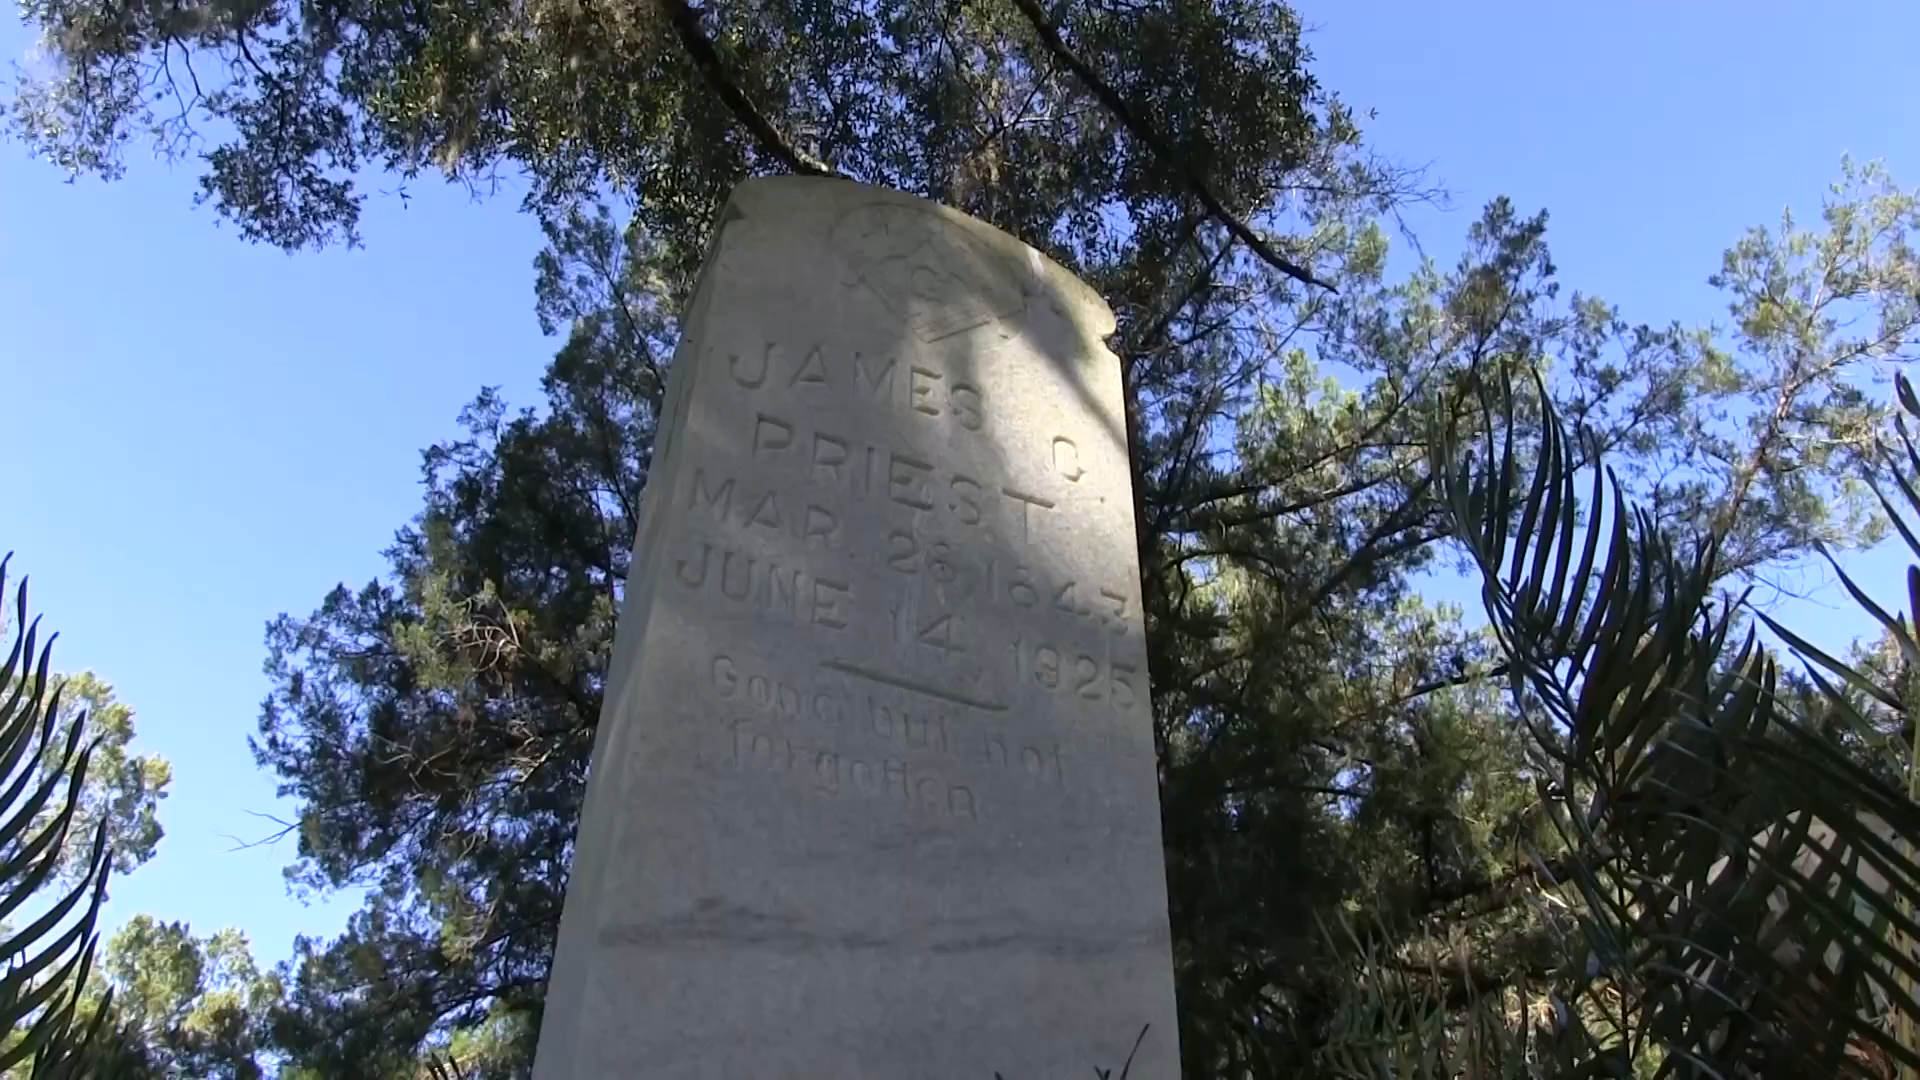 G
JAMES C.
PRIEST
MAR. 26, 1843
JUNE 14, 1925
Gone but not
forgotten